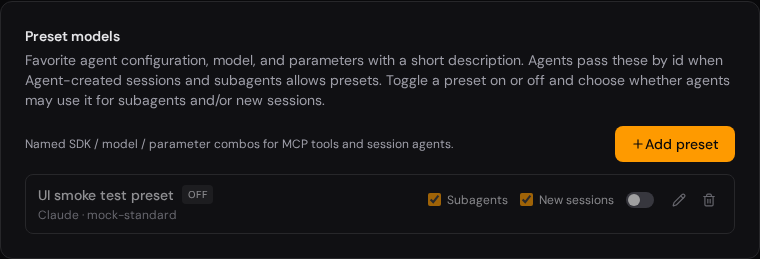 Preset models
Favorite agent configuration, model, and parameters with a short description. Agents pass these by id when
Agent-created sessions and subagents allows presets. Toggle a preset on or off and choose whether agents
may use it for subagents and/or new sessions.
Named SDK / model / parameter combos for MCP tools and session agents.
+ Add preset
UI smoke test preset OFF
Subagents New sessions
Claude · mock-standard